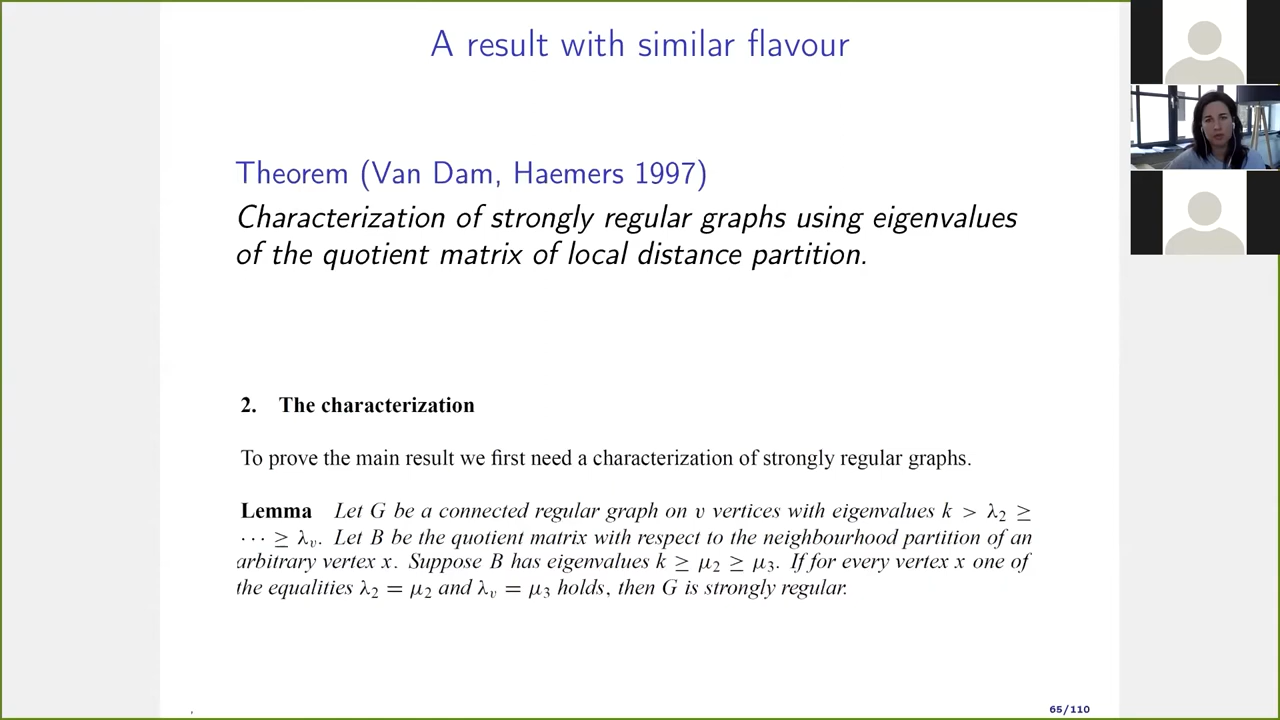 A result with similar flavour
Theorem (Van Dam, Haemers 1997)
Characterization of strongly regular graphs using eigenvalues
of the quotient matrix of local distance partition.
2. The characterization
To prove the main result we first need a characterization of strongly regular graphs.
Lemma Let G be a connected regular graph on v vertices with eigenvalues k > λ₂ ≥
⋯ ≥ λᵥ. Let B be the quotient matrix with respect to the neighbourhood partition of an
arbitrary vertex x. Suppose B has eigenvalues k ≥ μ₂ ≥ μ₃. If for every vertex x one of
the equalities λ₂ = μ₂ and λᵥ = μ₃ holds, then G is strongly regular.
65/110